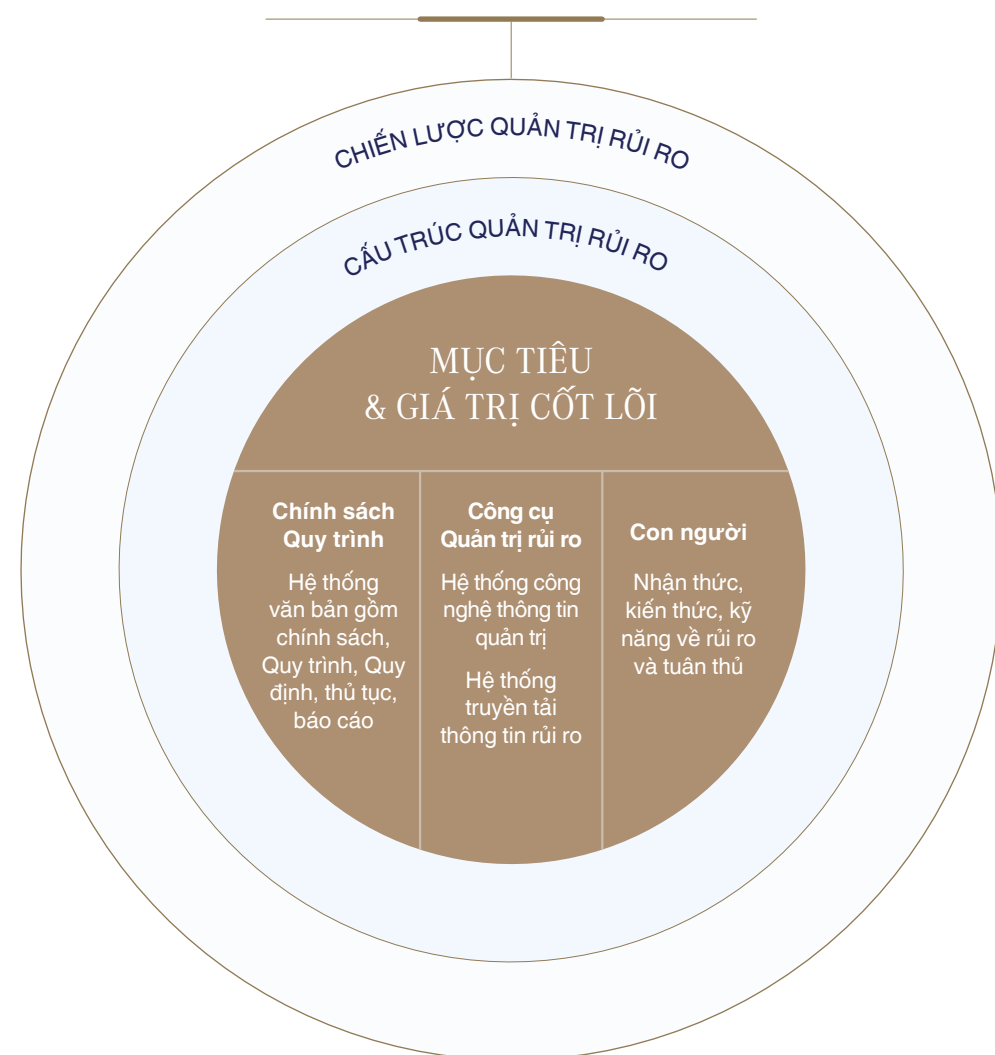 CHIẾN LƯỢC QUẢN TRỊ RỦI RO
CẤU TRÚC QUẢN TRỊ RỦI RO
MỤC TIÊU
& GIÁ TRỊ CỐT LÕI
Chính sách
Quy trình
Hệ thống
văn bản gồm
chính sách,
Quy trình, Quy
định, thủ tục,
báo cáo
Công cụ
Quản trị rủi ro
Hệ thống công
nghệ thông tin
quản trị
Hệ thống
truyền tải
thông tin rủi ro
Con người
Nhận thức,
kiến thức, kỹ
năng về rủi ro
và tuân thủ